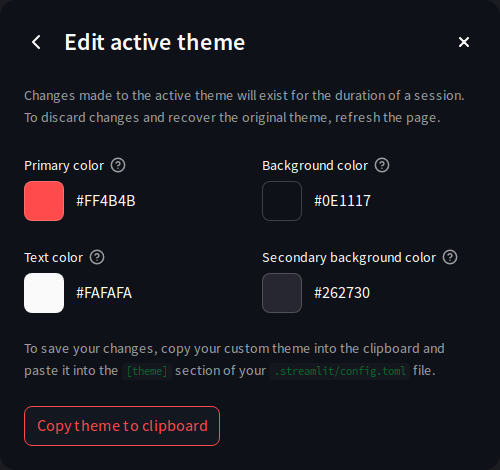 Edit active theme
Changes made to the active theme will exist for the duration of a session.
To discard changes and recover the original theme, refresh the page.
Primary color
Background color
#FF4B4B
#0E1117
Text color
Secondary background color
#FAFAFA
#262730
To save your changes, copy your custom theme into the clipboard and
paste it into the [theme] section of your .streamlit/config.toml file.
Copy theme to clipboard